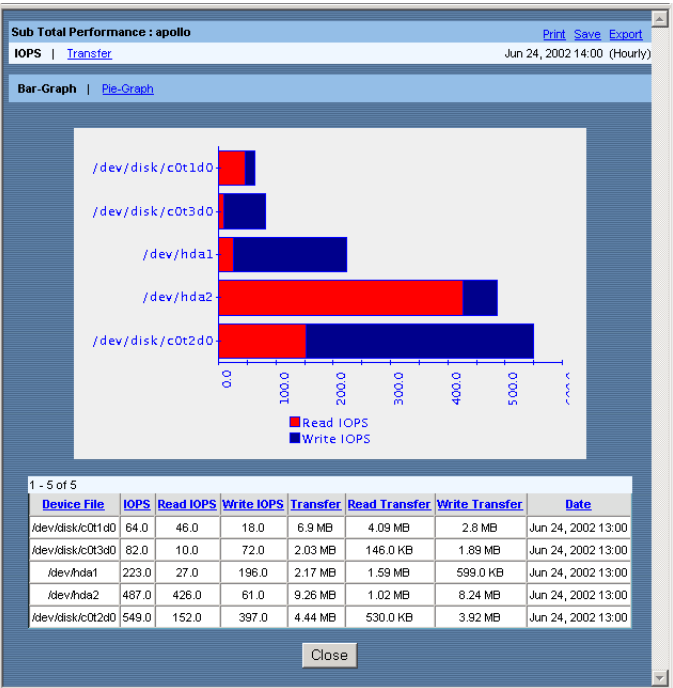 Sub Total Performance : apollo Print Save Export
IOPS | Transfer Jun 24, 2002 14:00 (Hourly)
Bar-Graph | Pie-Graph
/dev/disk/c0t1d0
/dev/disk/c0t3d0
/dev/hda1
/dev/hda2
/dev/disk/c0t2d0
0.0 100.0 200.0 300.0 400.0 500.0
Read IOPS
Write IOPS
1 - 5 of 5
Device File IOPS Read IOPS Write IOPS Transfer Read Transfer Write Transfer Date
/dev/disk/c0t1d0 64.0 46.0 18.0 6.9 MB 4.09 MB 2.8 MB Jun 24, 2002 13:00
/dev/disk/c0t3d0 82.0 10.0 72.0 2.03 MB 146.0 KB 1.89 MB Jun 24, 2002 13:00
/dev/hda1 223.0 27.0 196.0 2.17 MB 1.59 MB 599.0 KB Jun 24, 2002 13:00
/dev/hda2 487.0 426.0 61.0 9.26 MB 1.02 MB 8.24 MB Jun 24, 2002 13:00
/dev/disk/c0t2d0 549.0 152.0 397.0 4.44 MB 530.0 KB 3.92 MB Jun 24, 2002 13:00
Close